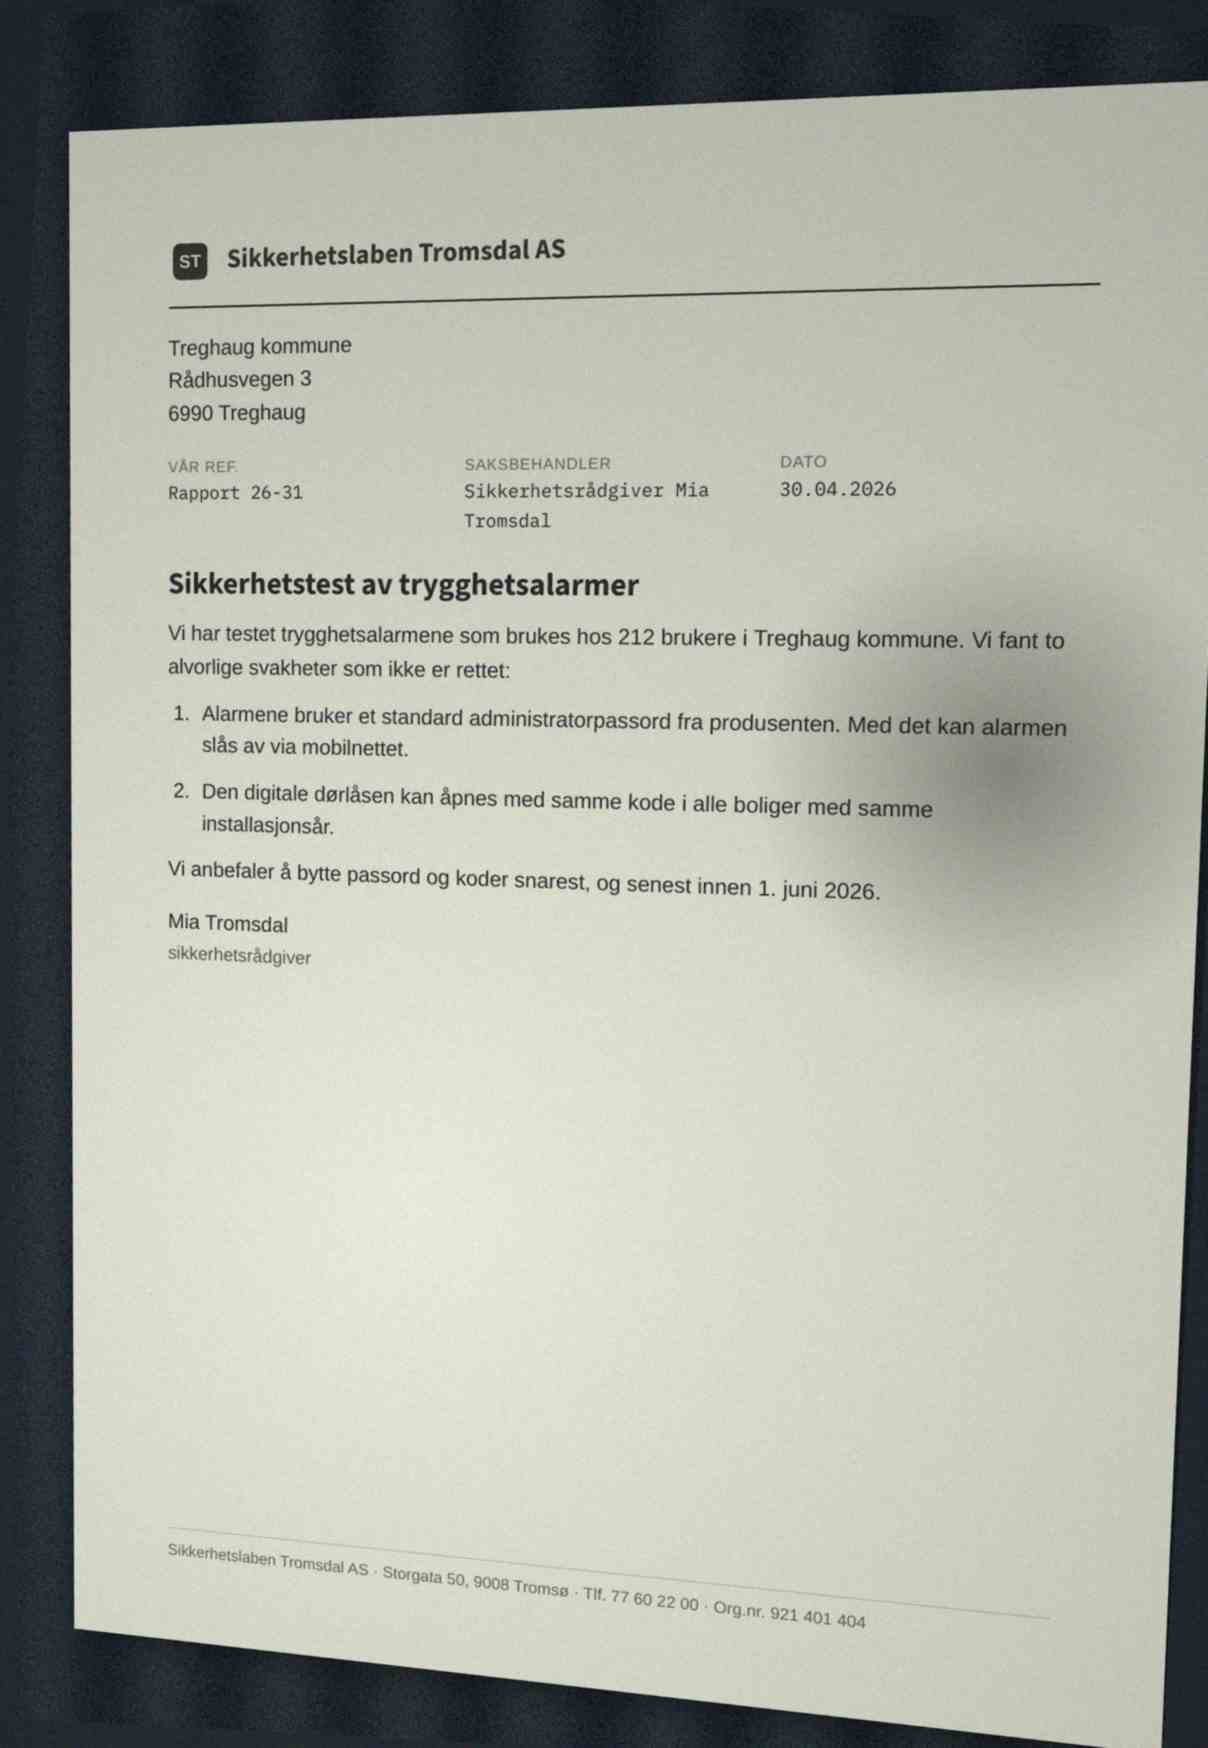 ST
Sikkerhetslaben Tromsdal AS
Treghaug kommune
Rådhusvegen 3
6990 Treghaug
VÅR REF.
Rapport 26-31
SAKSBEHANDLER
Sikkerhetsrådgiver Mia
Tromsdal
DATO
30.04.2026
Sikkerhetstest av trygghetsalarmer
Vi har testet trygghetsalarmene som brukes hos 212 brukere i Treghaug kommune. Vi fant to
alvorlige svakheter som ikke er rettet:
1. Alarmene bruker et standard administratorpassord fra produsenten. Med det kan alarmen
slås av via mobilnettet.
2. Den digitale dørlåsen kan åpnes med samme kode i alle boliger med samme
installasjonsår.
Vi anbefaler å bytte passord og koder snarest, og senest innen 1. juni 2026.
Mia Tromsdal
sikkerhetsrådgiver
Sikkerhetslaben Tromsdal AS · Storgata 50, 9008 Tromsø · Tlf. 77 60 22 00 · Org.nr. 921 401 404